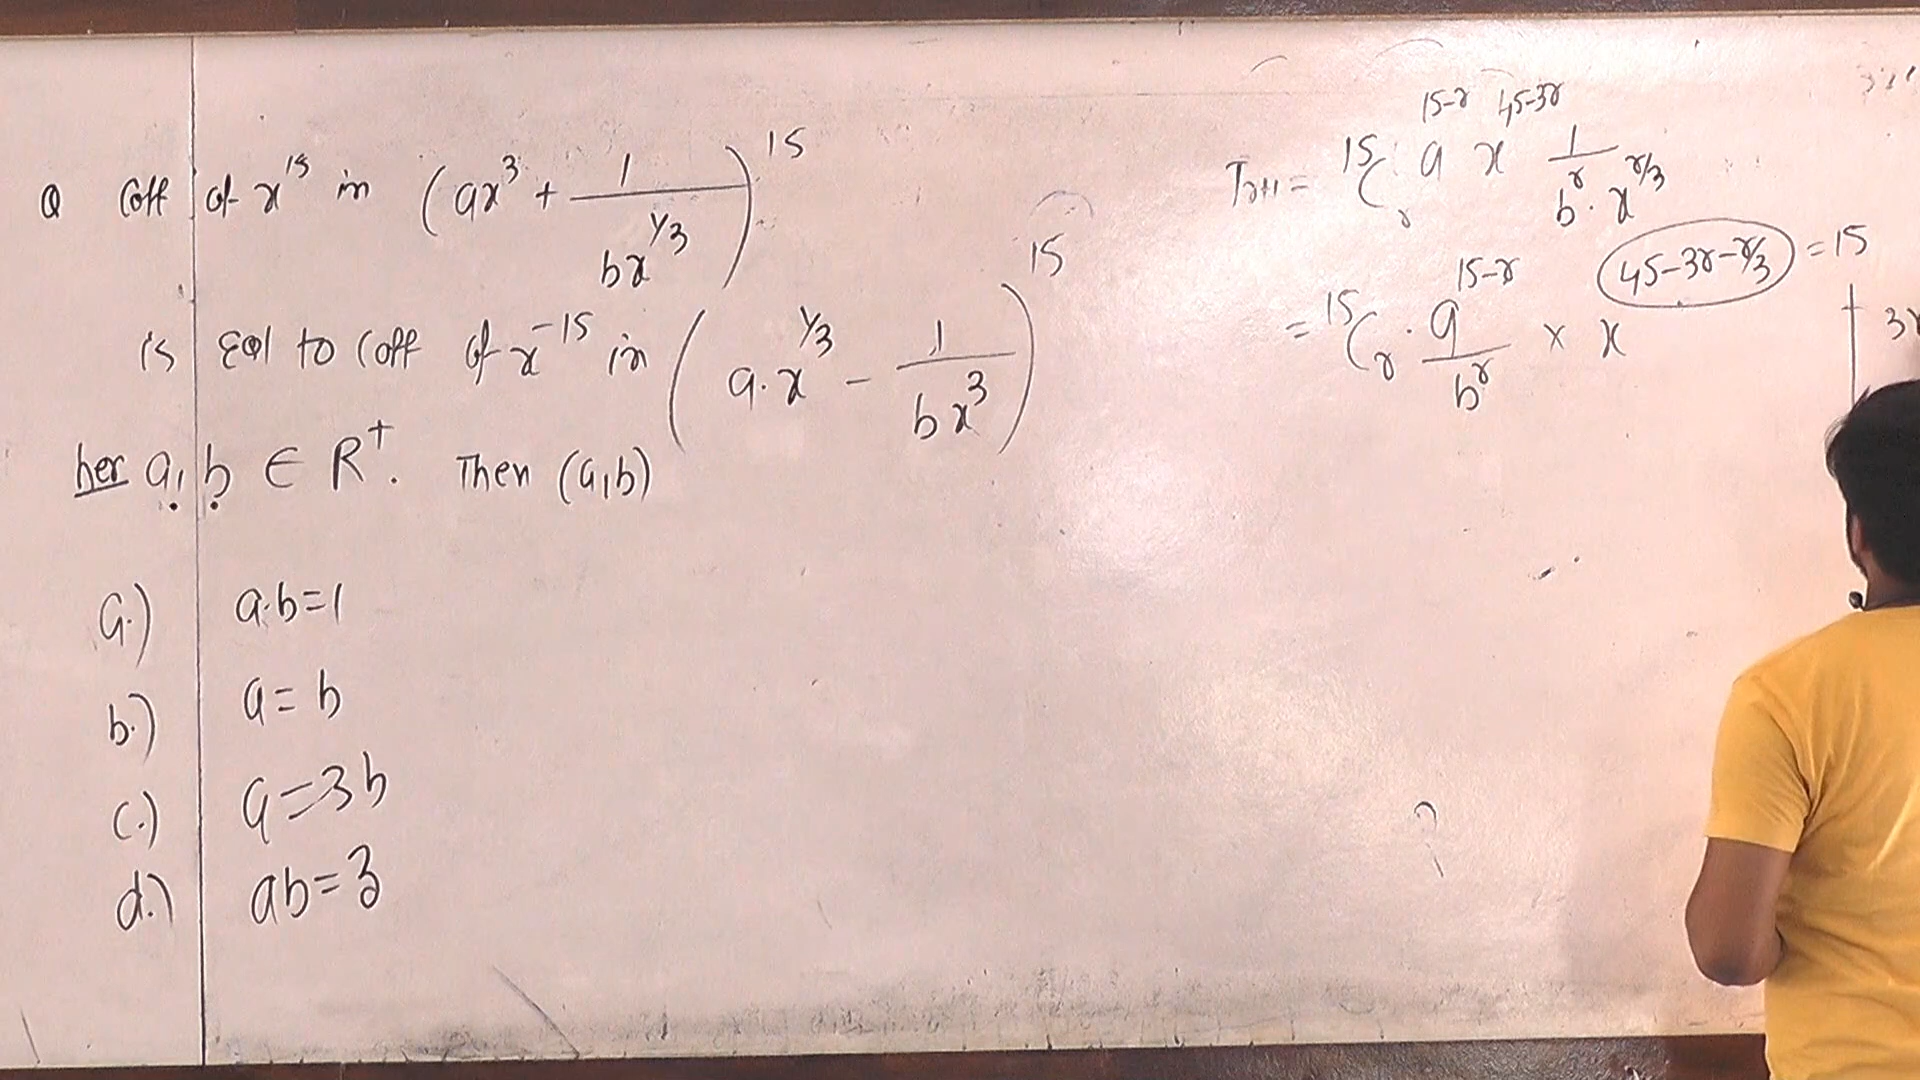 Q Coff of x^15 in (ax^3 + 1/(bx^(1/3)))^15
is Eql to Coff of x^-15 in (a.x^(1/3) - 1/(bx^3))^15
her a, b ∈ R^+. Then (a,b)
a.) a.b=1
b.) a=b
c.) a=3b
d.) ab=3
T_(r+1) = 15C_r a^(15-r) x^(45-3r) 1/(b^r . x^(r/3))
= 15C_r . a^(15-r)/b^r × x^(45-3r-r/3) = 15